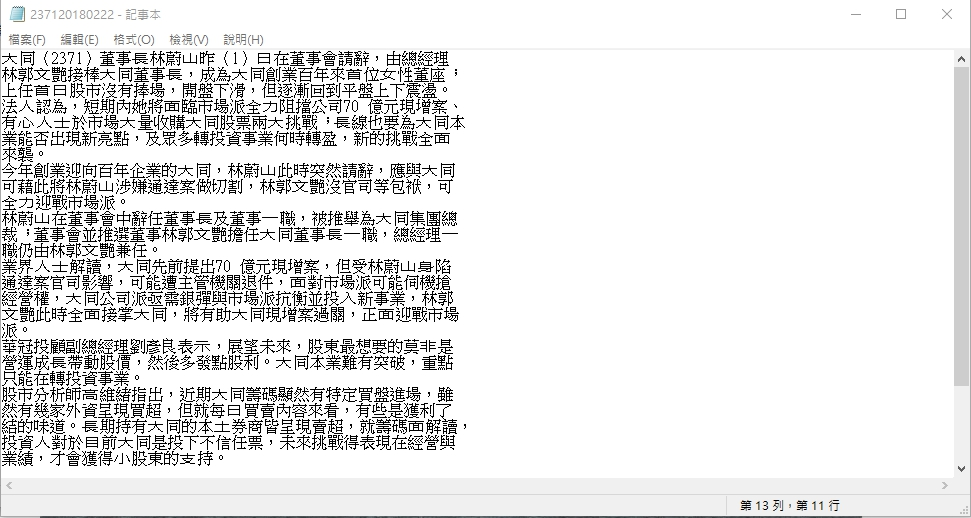 237120180222 - 記事本
檔案(F) 編輯(E) 格式(O) 檢視(V) 說明(H)
大同（2371）董事長林蔚山昨（1）日在董事會請辭，由總經理
林郭文艷接棒大同董事長，成為大同創業百年來首位女性董座；
上任首日股市沒有捧場，開盤下滑，但逐漸回到平盤上下震盪。
法人認為，短期內她將面臨市場派全力阻擋公司70 億元現增案、
有心人士於市場大量收購大同股票兩大挑戰；長線也要為大同本
業能否出現新亮點，及眾多轉投資事業何時轉盈，新的挑戰全面
來襲。
今年創業迎向百年企業的大同，林蔚山此時突然請辭，應與大同
可藉此將林蔚山涉嫌通達案做切割，林郭文艷沒官司等包袱，可
全力迎戰市場派。
林蔚山在董事會中辭任董事長及董事一職，被推舉為大同集團總
裁；董事會並推選董事林郭文艷擔任大同董事長一職，總經理一
職仍由林郭文艷兼任。
業界人士解讀，大同先前提出70 億元現增案，但受林蔚山身陷
通達案官司影響，可能遭主管機關退件，面對市場派可能伺機搶
經營權，大同公司派亟需銀彈與市場派抗衡並投入新事業，林郭
文艷此時全面接掌大同，將有助大同現增案過關，正面迎戰市場
派。
華冠投顧副總經理劉彥良表示，展望未來，股東最想要的莫非是
營運成長帶動股價，然後多發點股利。大同本業難有突破，重點
只能在轉投資事業。
股市分析師高維緒指出，近期大同籌碼顯然有特定買盤進場，雖
然有幾家外資呈現買超，但就每日買賣內容來看，有些是獲利了
結的味道。長期持有大同的本土券商皆呈現賣超，就籌碼面解讀，
投資人對於目前大同是投下不信任票，未來挑戰得表現在經營與
業績，才會獲得小股東的支持。
第 13 列，第 11 行